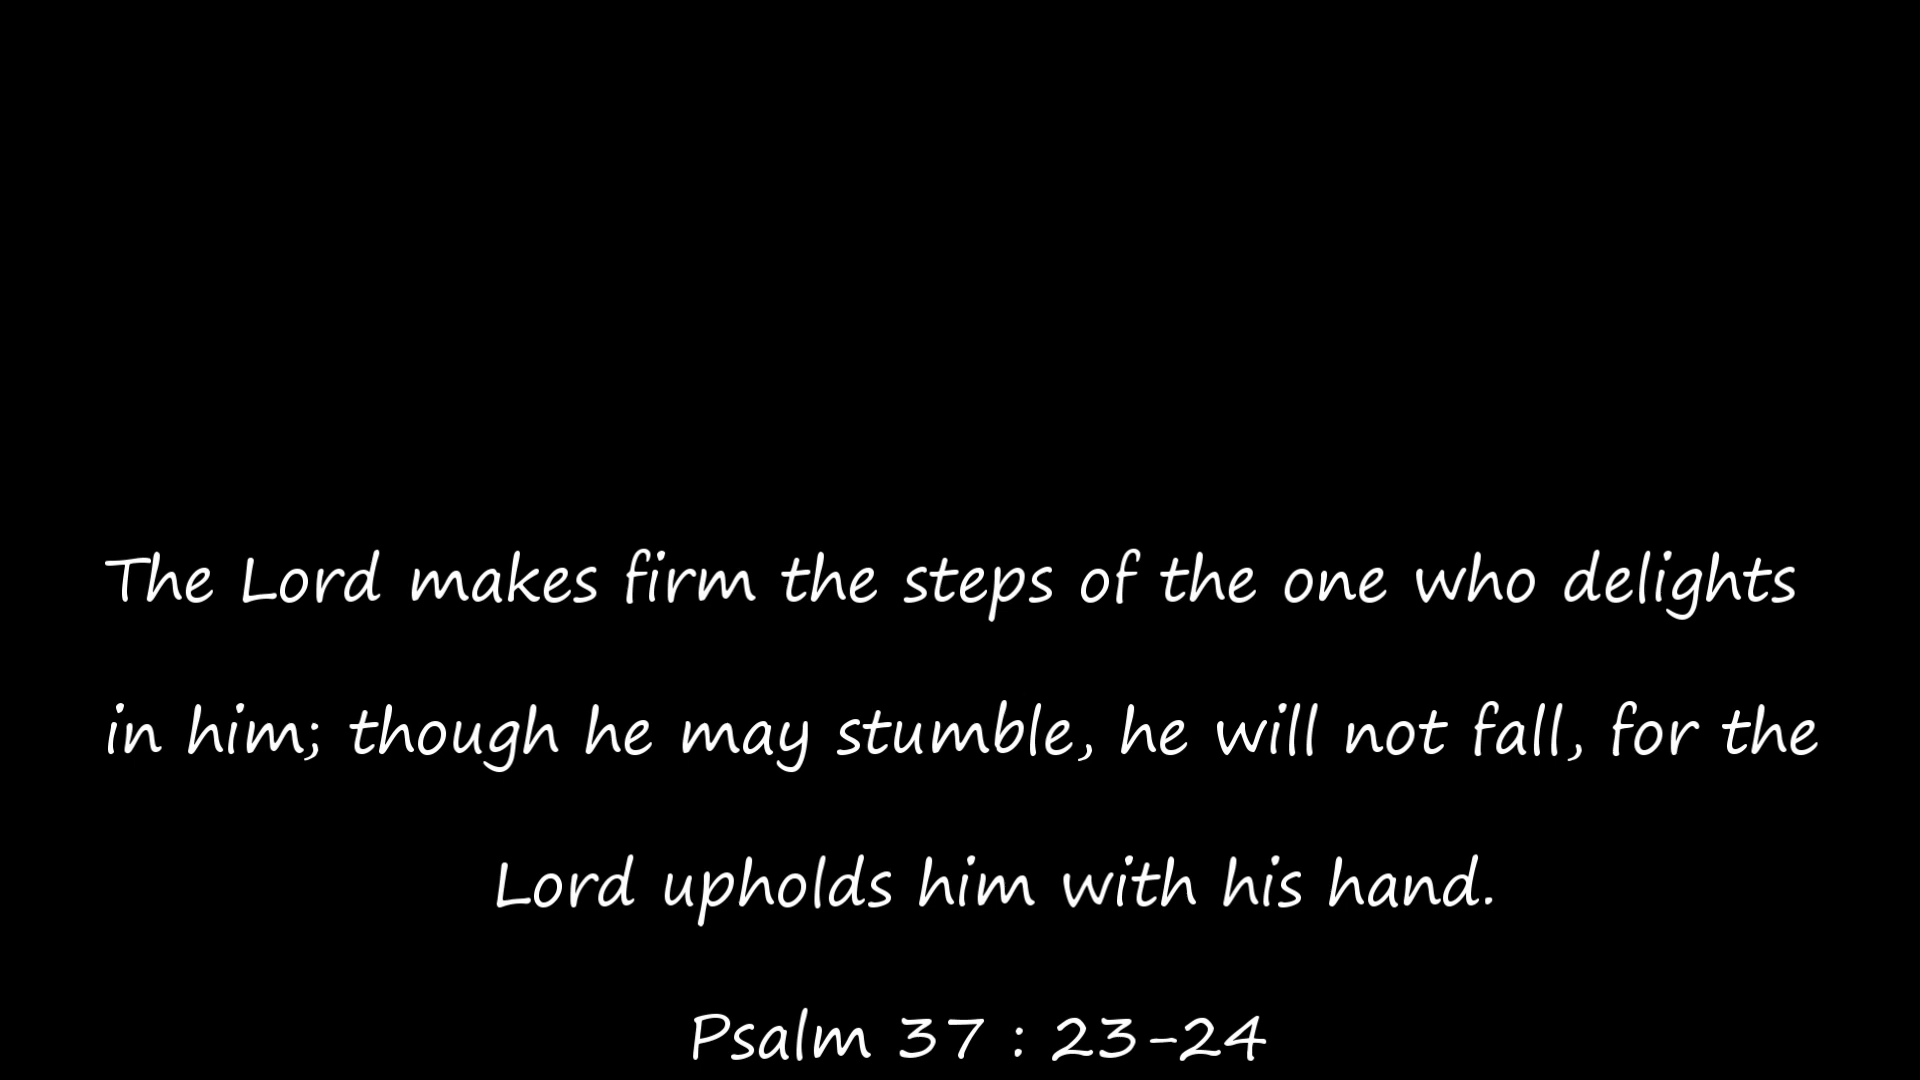 The Lord makes firm the steps of the one who delights
in him; though he may stumble, he will not fall, for the
Lord upholds him with his hand.
Psalm 37 : 23-24